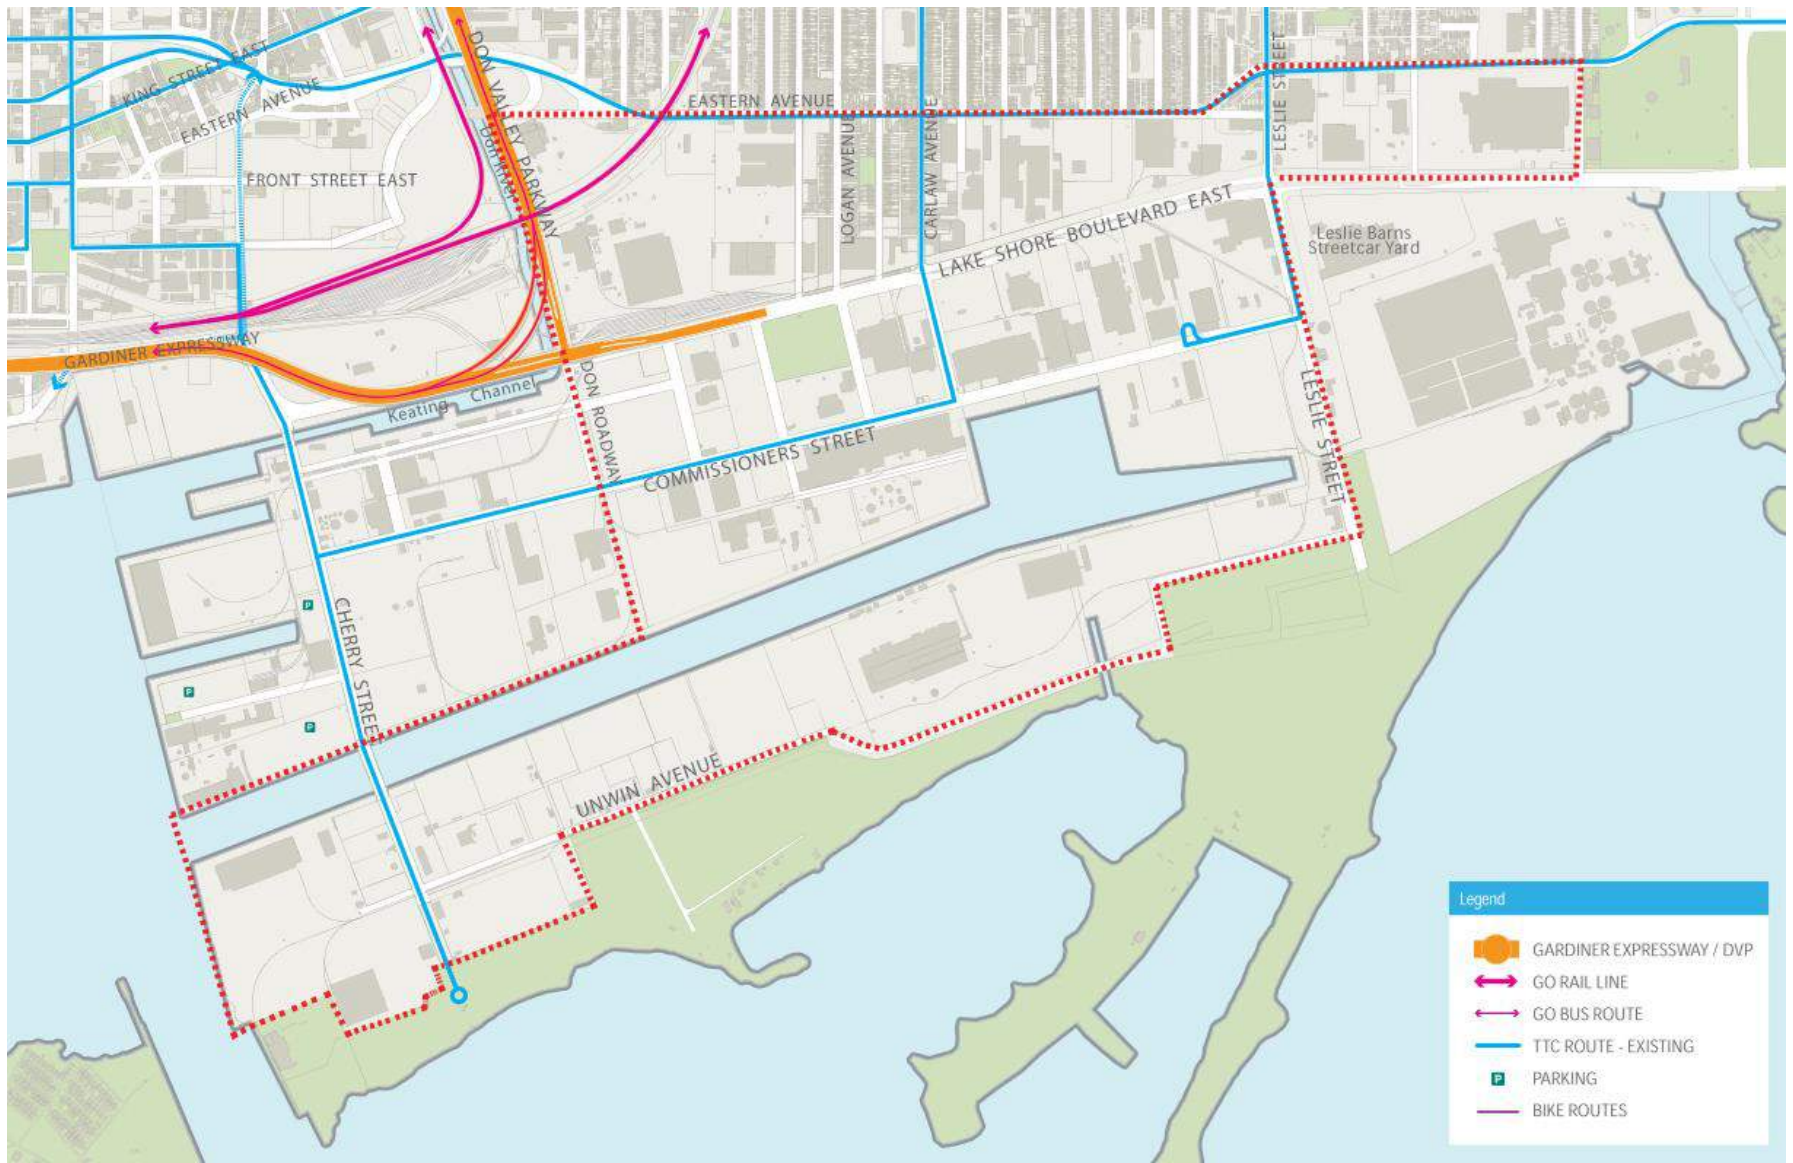 KING STREET EAST
EASTERN AVENUE
FRONT STREET EAST
DON VALLEY PARKWAY
Don River
EASTERN AVENUE
LOGAN AVENUE
CARLAW AVENUE
LESLIE STREET
LAKE SHORE BOULEVARD EAST
Leslie Barns
Streetcar Yard
GARDINER EXPRESSWAY
Keating Channel
DON ROADWAY
COMMISSIONERS STREET
LESLIE STREET
CHERRY STREET
P
P
P
UNWIN AVENUE
Legend
GARDINER EXPRESSWAY / DVP
GO RAIL LINE
GO BUS ROUTE
TTC ROUTE - EXISTING
P PARKING
BIKE ROUTES